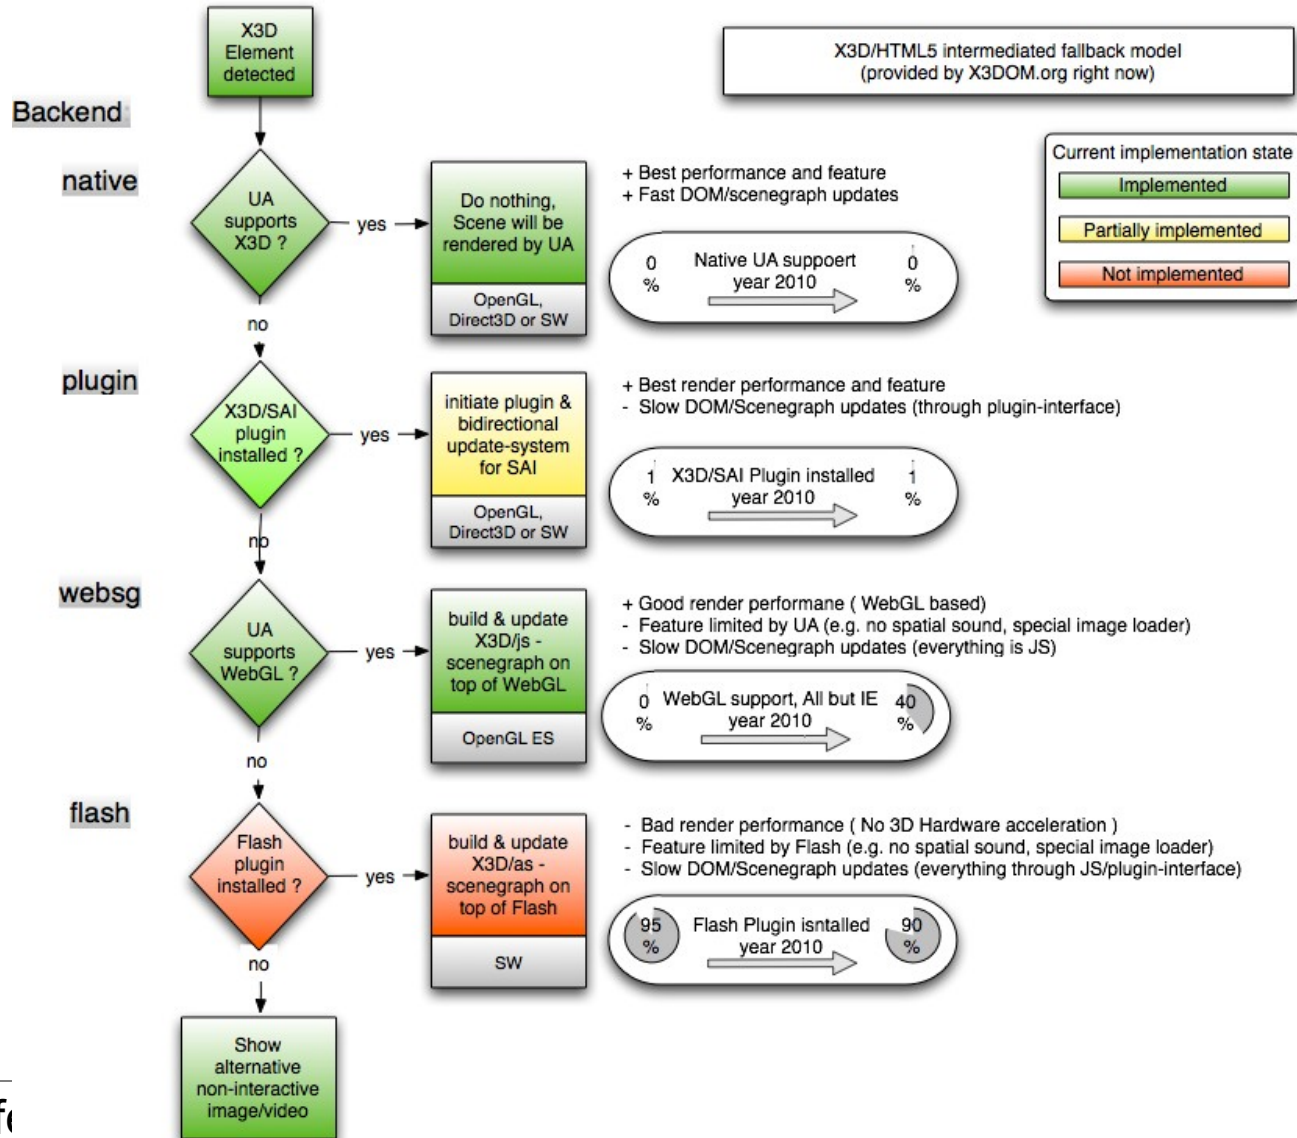 X3D
Element
detected
X3D/HTML5 intermediated fallback model
(provided by X3DOM.org right now)
Backend
Current implementation state
Implemented
Partially implemented
Not implemented
native
UA
supports
X3D ?
yes
Do nothing,
Scene will be
rendered by UA
OpenGL,
Direct3D or SW
+ Best performance and feature
+ Fast DOM/scenegraph updates
0
%
Native UA suppoert
year 2010
0
%
no
plugin
X3D/SAI
plugin
installed ?
yes
initiate plugin &
bidirectional
update-system
for SAI
OpenGL,
Direct3D or SW
+ Best render performance and feature
- Slow DOM/Scenegraph updates (through plugin-interface)
1
%
X3D/SAI Plugin installed
year 2010
1
%
no
websg
UA
supports
WebGL ?
yes
build & update
X3D/js -
scenegraph on
top of WebGL
OpenGL ES
+ Good render performane ( WebGL based)
- Feature limited by UA (e.g. no spatial sound, special image loader)
- Slow DOM/Scenegraph updates (everything is JS)
0
%
WebGL support, All but IE
year 2010
40
%
no
flash
Flash
plugin
installed ?
yes
build & update
X3D/as -
scenegraph on
top of Flash
SW
- Bad render performance ( No 3D Hardware acceleration )
- Feature limited by Flash (e.g. no spatial sound, special image loader)
- Slow DOM/Scenegraph updates (everything through JS/plugin-interface)
95
%
Flash Plugin isntalled
year 2010
90
%
no
Show
alternative
non-interactive
image/video